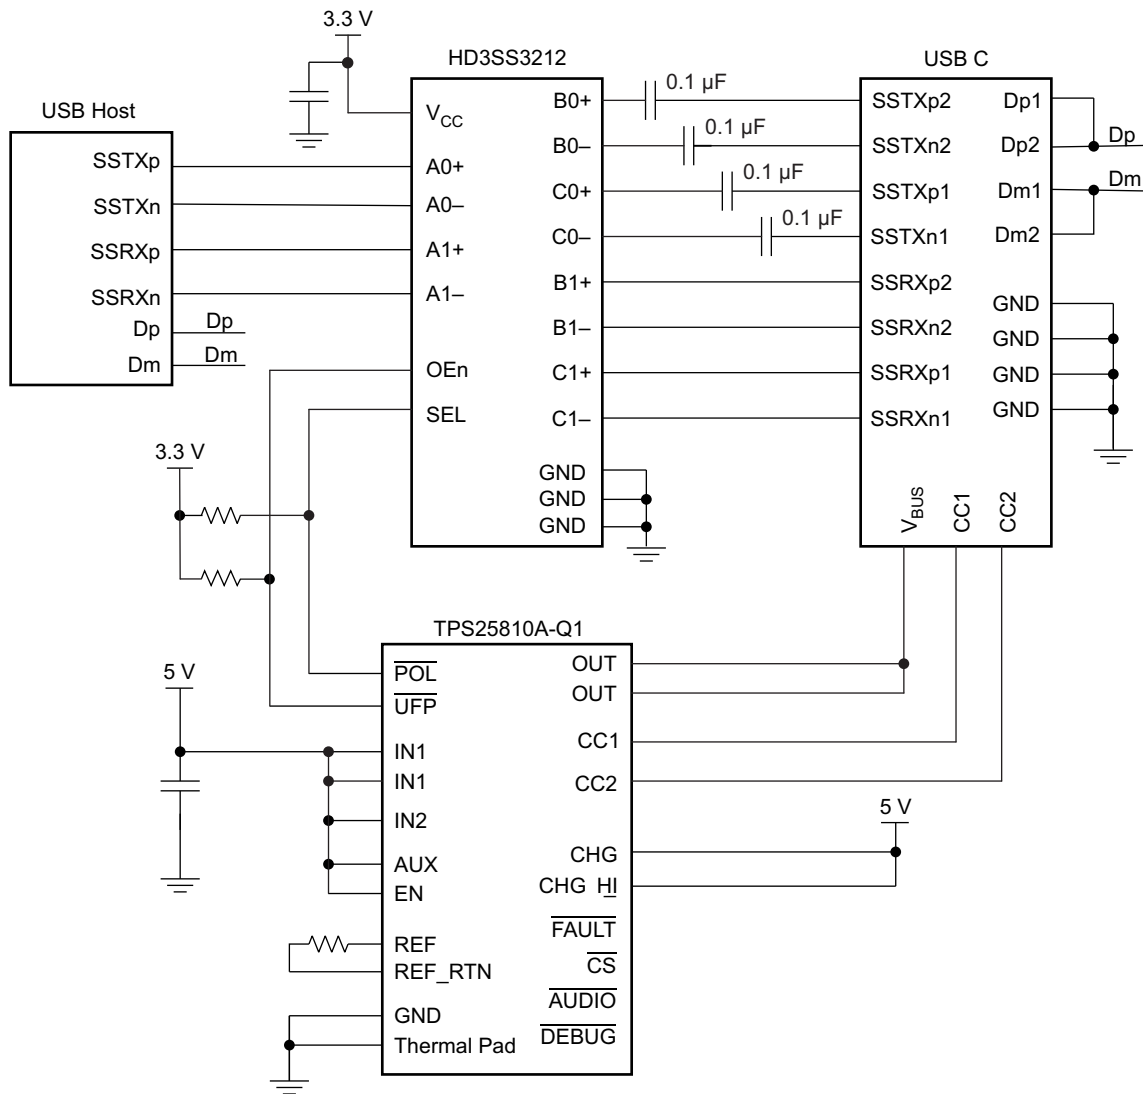 3.3 V
HD3SS3212
USB C
USB Host
VCC
A0+
A0–
A1+
A1–
OEn
SEL
B0+
B0–
C0+
C0–
B1+
B1–
C1+
C1–
GND
GND
GND
0.1 µF
0.1 µF
0.1 µF
0.1 µF
SSTXp2
SSTXn2
SSTXp1
SSTXn1
SSRXp2
SSRXn2
SSRXp1
SSRXn1
Dp1
Dp2
Dm1
Dm2
GND
GND
GND
GND
VBUS
CC1
CC2
Dp
Dm
SSTXp
SSTXn
SSRXp
SSRXn
Dp
Dm
Dp
Dm
3.3 V
TPS25810A-Q1
5 V
POL
UFP
IN1
IN1
IN2
AUX
EN
REF
REF_RTN
GND
Thermal Pad
OUT
OUT
CC1
CC2
CHG
CHG_HI
FAULT
CS
AUDIO
DEBUG
5 V